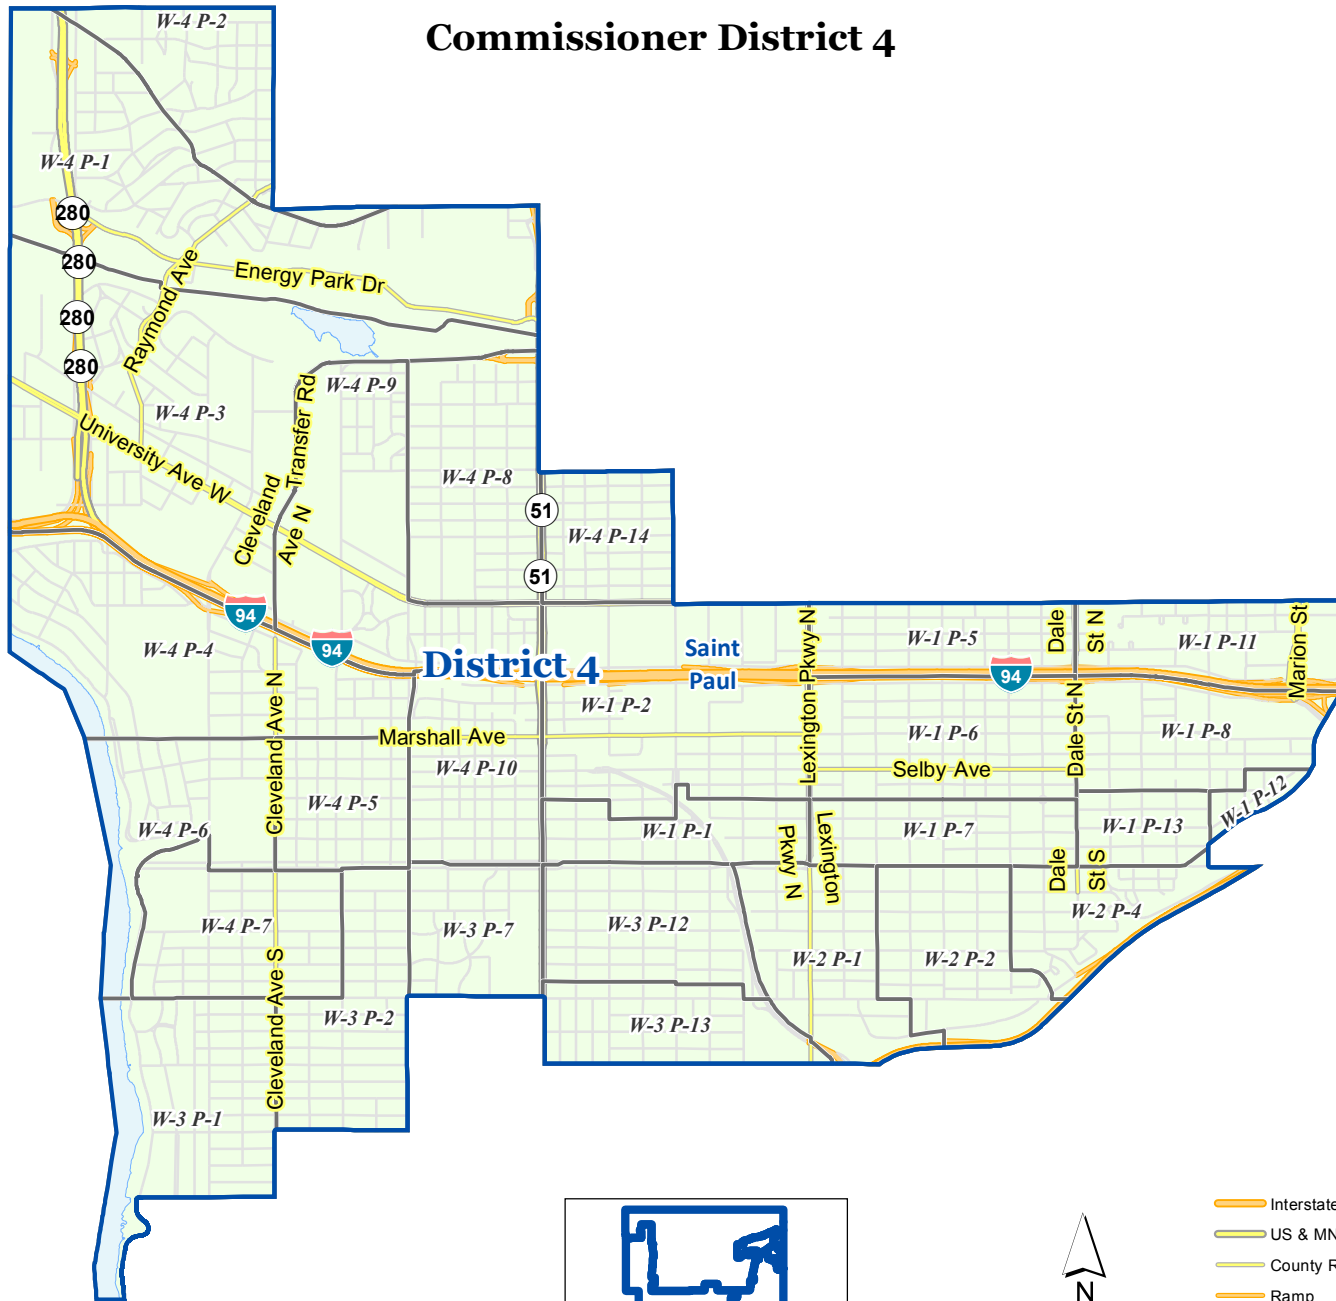 Commissioner District 4
W-4 P-2
W-4 P-1
280
280
280
280
Raymond Ave
Energy Park Dr
W-4 P-9
W-4 P-3
Transfer Rd
University Ave W
Cleveland
Ave N
W-4 P-8
51
W-4 P-14
51
94
94
W-4 P-4
District 4
Saint
Paul
Lexington Pkwy N
W-1 P-5
Dale
St N
W-1 P-11
Marion St
94
W-1 P-2
Cleveland Ave N
Marshall Ave
W-1 P-6
Dale St N
W-1 P-8
W-4 P-10
Selby Ave
W-4 P-5
W-4 P-6
W-1 P-1
Lexington
Pkwy N
W-1 P-7
W-1 P-13
W-1 P-12
Dale
St S
W-4 P-7
W-3 P-7
W-3 P-12
W-2 P-4
W-2 P-1
W-2 P-2
Cleveland Ave S
W-3 P-2
W-3 P-13
W-3 P-1
N
Interstate
US & MN
County R
Ramp